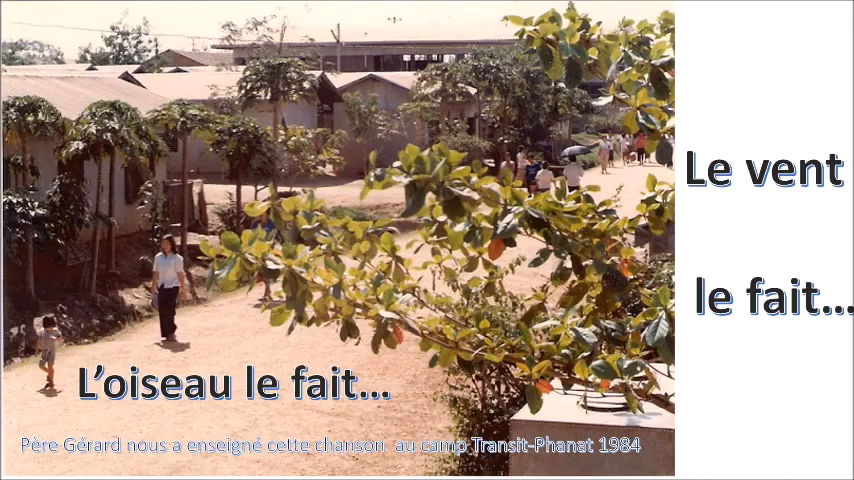 Le vent
le fait...
L'oiseau le fait...
Père Gérard nous a enseigné cette chanson au camp Transit-Phanat 1984